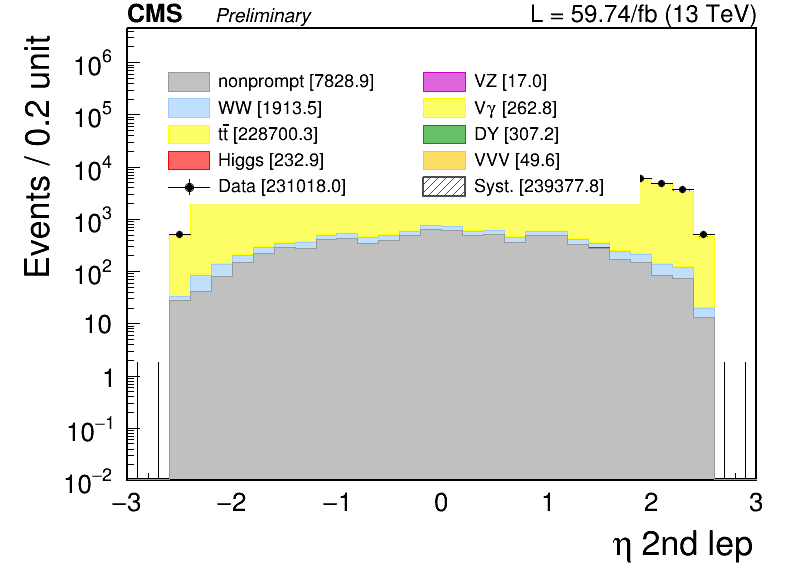 CMS Preliminary L = 59.74/fb (13 TeV)
Events / 0.2 unit
10⁶
10⁵
10⁴
10³
10²
10
1
10⁻¹
10⁻²
nonprompt [7828.9] VZ [17.0]
WW [1913.5] Vγ [262.8]
tt̄ [228700.3] DY [307.2]
Higgs [232.9] VVV [49.6]
Data [231018.0] Syst. [239377.8]
−3 −2 −1 0 1 2 3
η 2nd lep